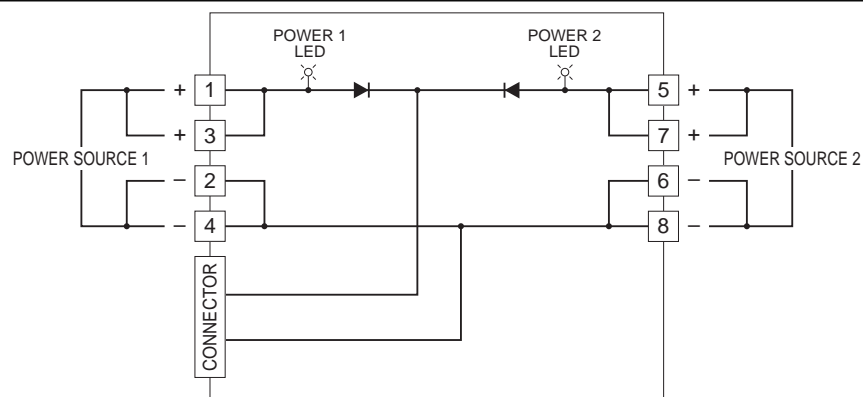 POWER 1
LED
POWER 2
LED
+ 1
5 +
+ 3
7 +
POWER SOURCE 1
POWER SOURCE 2
− 2
6 −
− 4
8 −
CONNECTOR